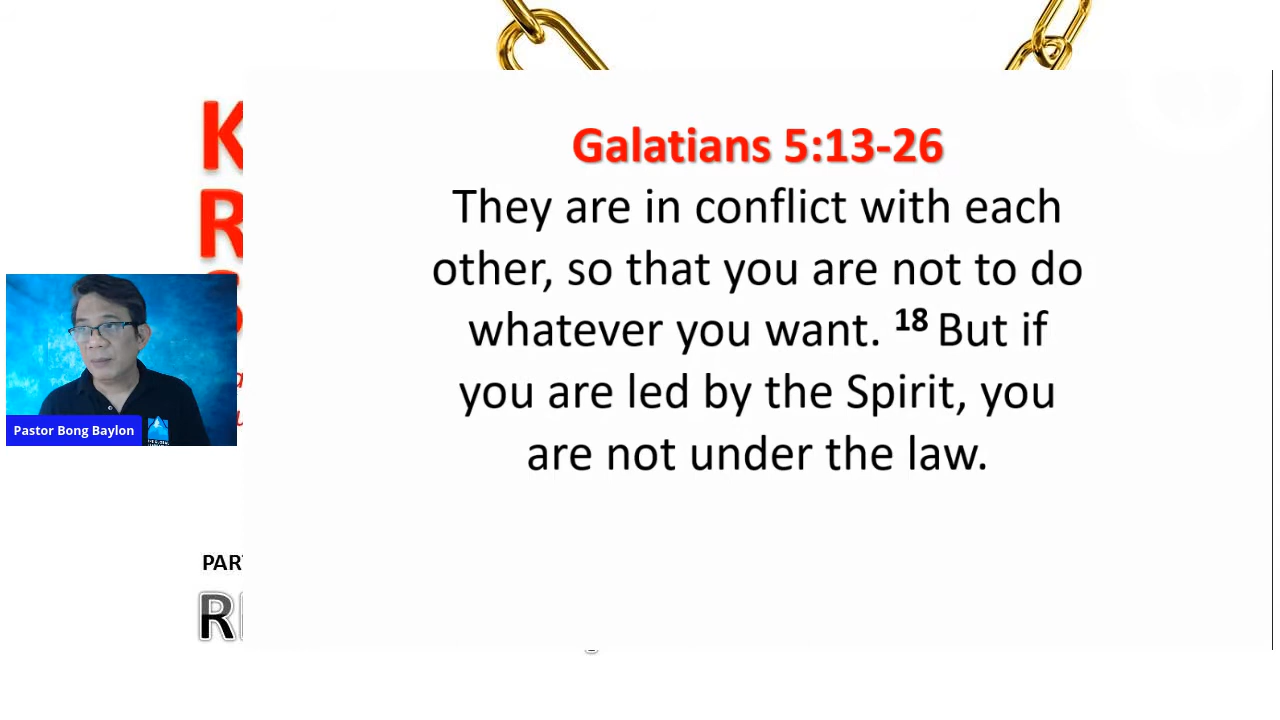 Galatians 5:13-26
They are in conflict with each
other, so that you are not to do
whatever you want. 18 But if
you are led by the Spirit, you
are not under the law.
K
R
Pastor Bong Baylon
PAR
R